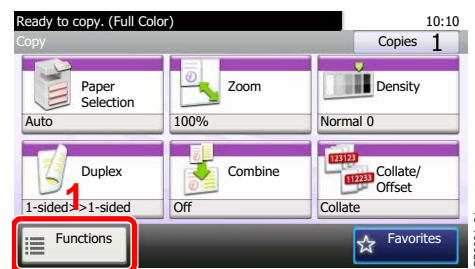 Ready to copy. (Full Color) 10:10
Copy Copies 1
Paper Selection
Zoom
Density
Auto
100%
Normal 0
Duplex
Combine
Collate/
Offset
1-sided>>1-sided
Off
Collate
1
Functions
Favorites
123123
112233